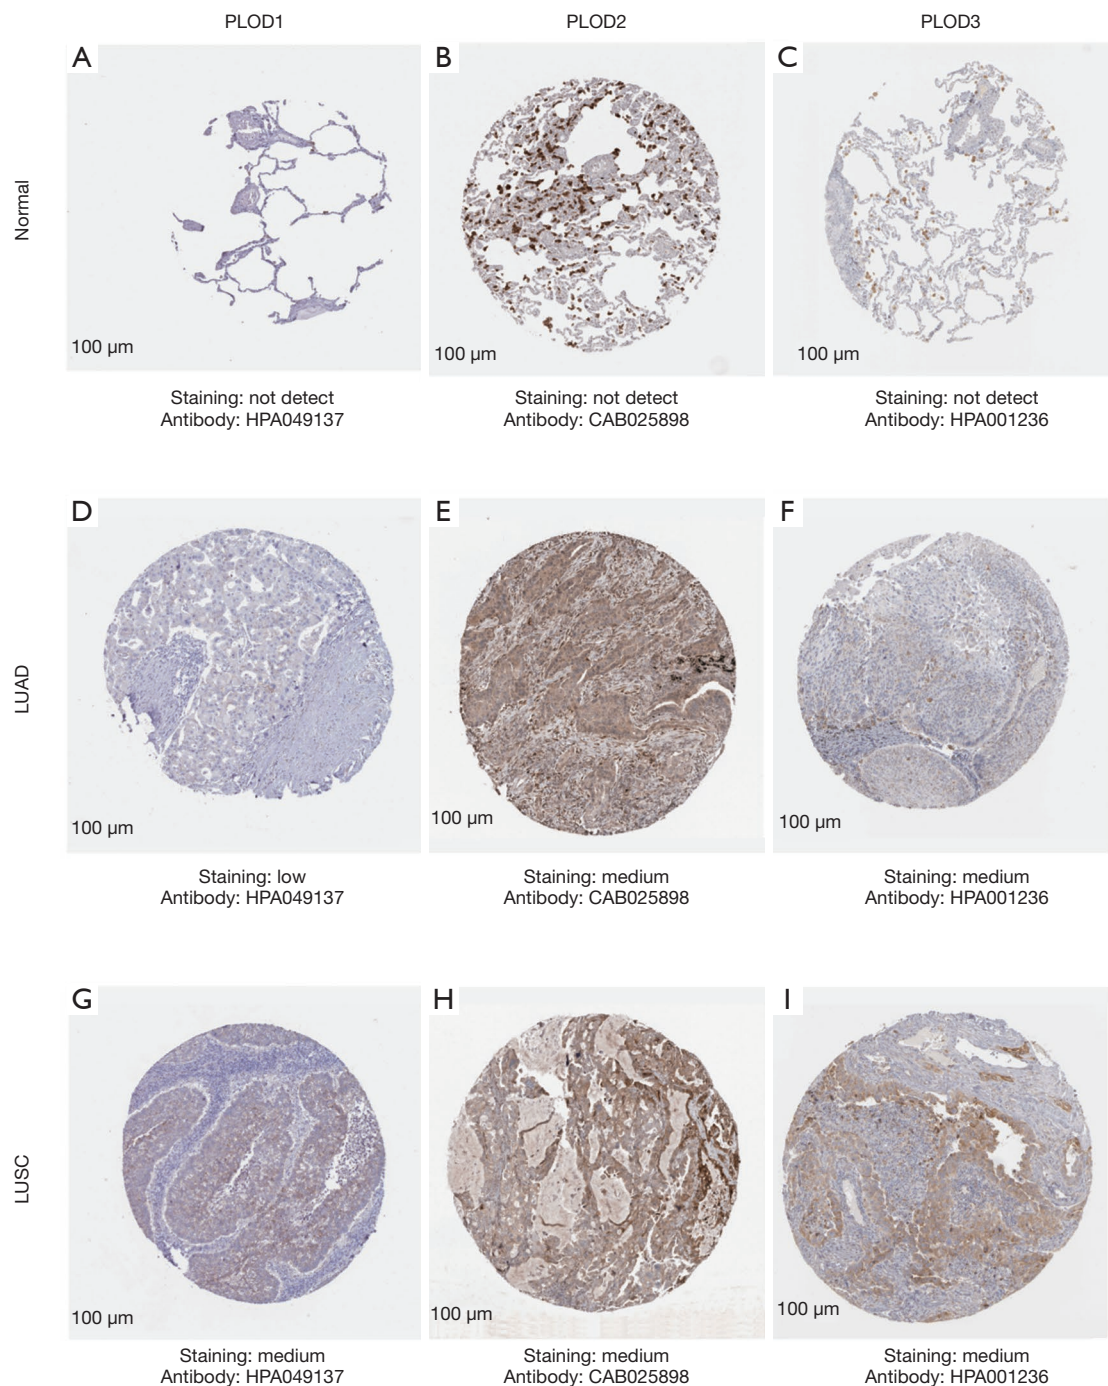 PLOD1 PLOD2 PLOD3
Normal
A B C
100 µm 100 µm 100 µm
Staining: not detect Staining: not detect Staining: not detect
Antibody: HPA049137 Antibody: CAB025898 Antibody: HPA001236
LUAD
D E F
100 µm 100 µm 100 µm
Staining: low Staining: medium Staining: medium
Antibody: HPA049137 Antibody: CAB025898 Antibody: HPA001236
LUSC
G H I
100 µm 100 µm 100 µm
Staining: medium Staining: medium Staining: medium
Antibody: HPA049137 Antibody: CAB025898 Antibody: HPA001236